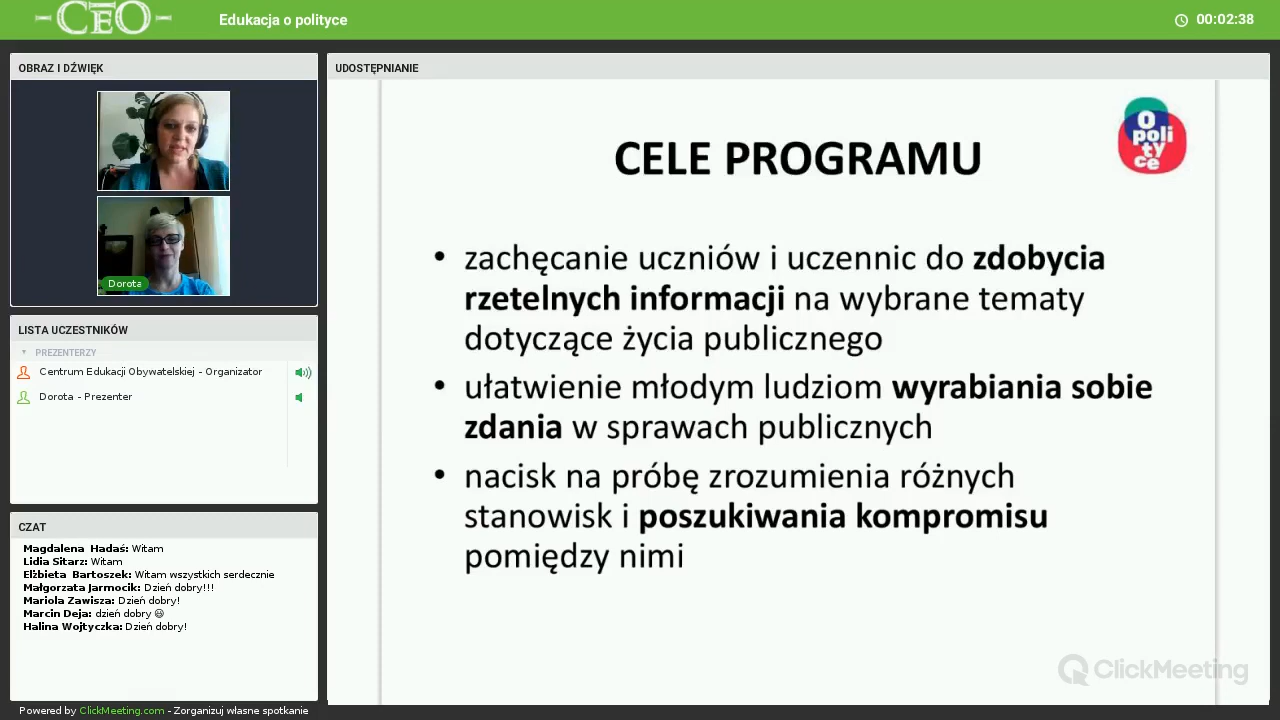 CEO
Edukacja o polityce
00:02:38
OBRAZ I DŹWIĘK
Dorota
LISTA UCZESTNIKÓW
PREZENTERZY
Centrum Edukacji Obywatelskiej - Organizator
Dorota - Prezenter
CZAT
Magdalena Hadaś: Witam
Lidia Sitarz: Witam
Elżbieta Bartoszek: Witam wszystkich serdecznie
Małgorzata Jarmocik: Dzień dobry!!!
Mariola Zawisza: Dzień dobry!
Marcin Deja: dzień dobry 😃
Halina Wojtyczka: Dzień dobry!
Powered by ClickMeeting.com - Zorganizuj własne spotkanie
UDOSTĘPNIANIE
O
poli
ty
ce
CELE PROGRAMU
• zachęcanie uczniów i uczennic do zdobycia
rzetelnych informacji na wybrane tematy
dotyczące życia publicznego
• ułatwienie młodym ludziom wyrabiania sobie
zdania w sprawach publicznych
• nacisk na próbę zrozumienia różnych
stanowisk i poszukiwania kompromisu
pomiędzy nimi
ClickMeeting